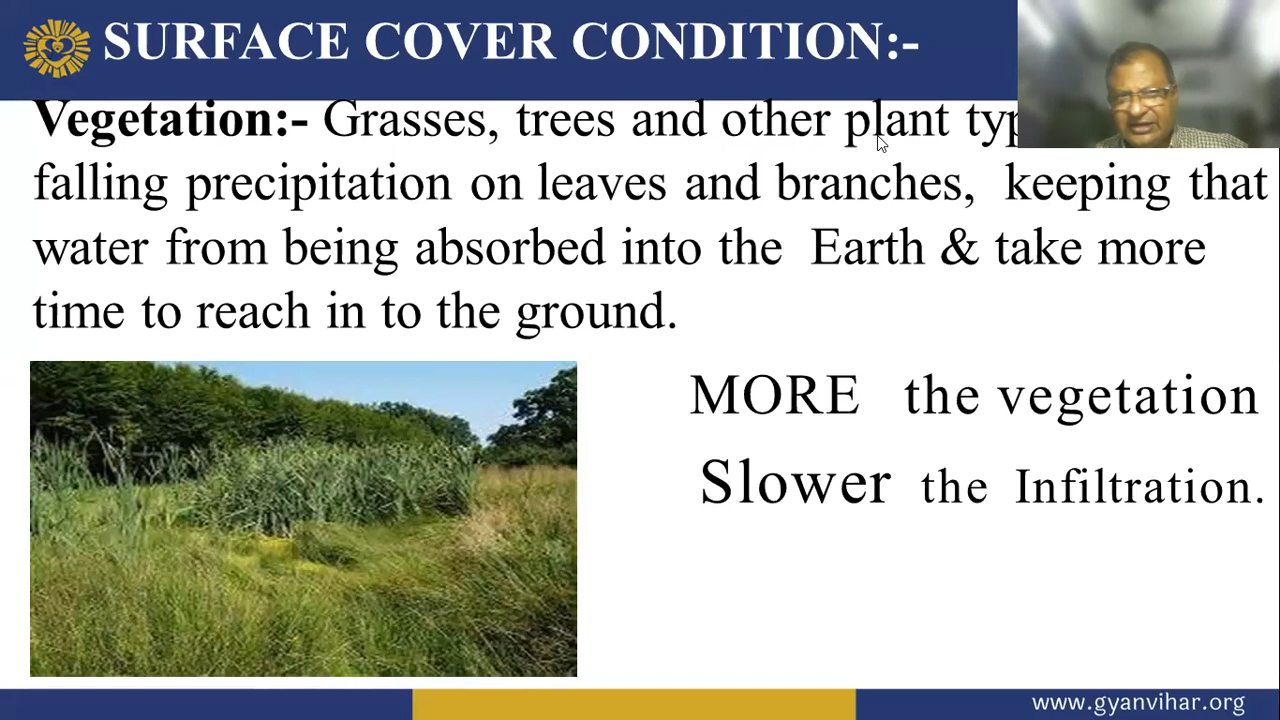 SURFACE COVER CONDITION:-
Vegetation:- Grasses, trees and other plant
falling precipitation on leaves and branches, keeping that
water from being absorbed into the Earth & take more
time to reach in to the ground.
MORE the vegetation
Slower the Infiltration.
www.gyanvihar.org